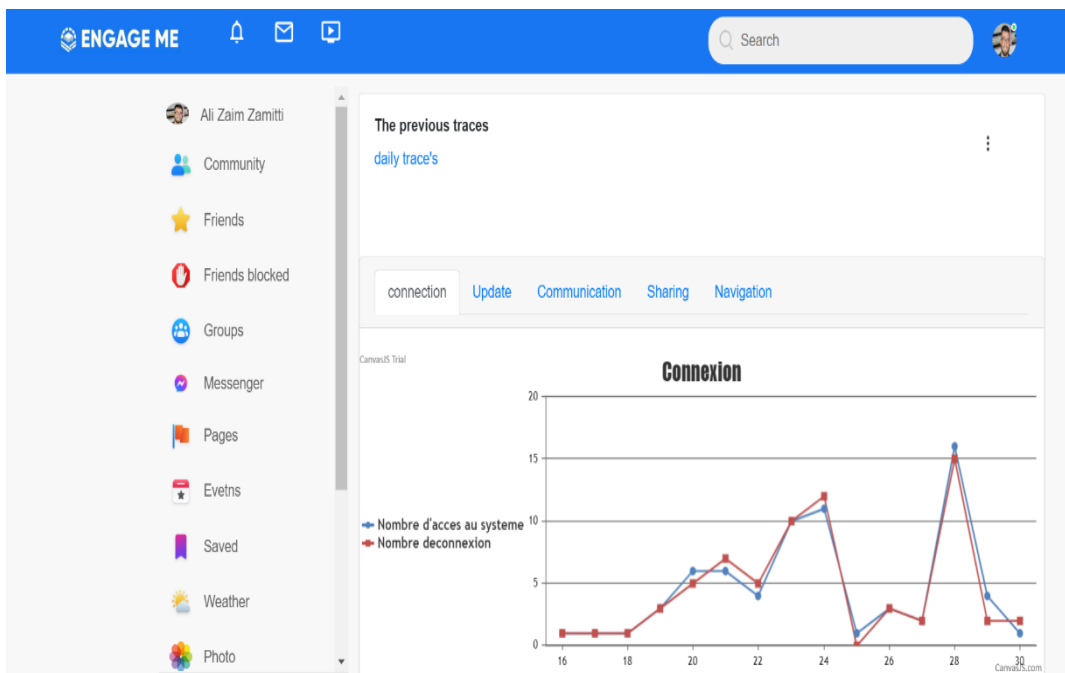 ENGAGE ME
Search
Ali Zaim Zamitti
Community
Friends
Friends blocked
Groups
Messenger
Pages
Evetns
Saved
Weather
Photo
The previous traces
daily trace's
connection Update Communication Sharing Navigation
CanvasJS Trial
Connexion
20
15
10
5
0
Nombre d'acces au systeme
Nombre deconnexion
16 18 20 22 24 26 28 30
CanvasJS.com